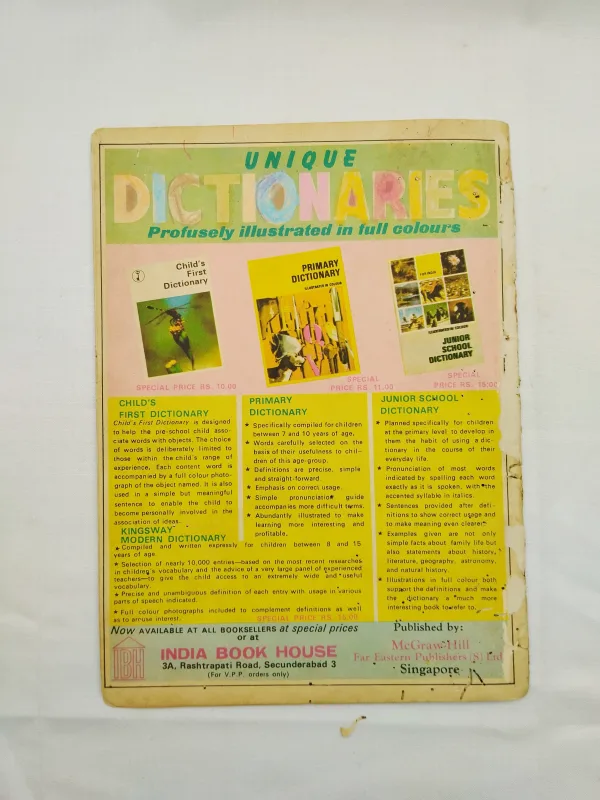 UNIQUE
DICTIONARIES
Profusely illustrated in full colours
Child's
First
Dictionary
PRIMARY
DICTIONARY
ILLUSTRATED IN COLOUR
ILLUSTRATED IN COLOUR
JUNIOR
SCHOOL
DICTIONARY
SPECIAL PRICE RS. 10.00
SPECIAL
PRICE RS. 11.00
SPECIAL
PRICE RS. 15.00
CHILD'S
FIRST DICTIONARY
Child's First Dictionary is designed
to help the pre-school child asso-
ciate words with objects. The choice
of words is deliberately limited to
those within the child's range of
experience. Each content word is
accompanied by a full colour photo-
graph of the object named. It is also
used in a simple but meaningful
sentence to enable the child to
become personally involved in the
association of ideas.
PRIMARY
DICTIONARY
★ Specifically compiled for children
between 7 and 10 years of age.
★ Words carefully selected on the
basis of their usefulness to chil-
dren of this age-group.
★ Definitions are precise, simple
and straight-forward.
★ Emphasis on correct usage.
★ Simple pronunciation guide
accompanies more difficult terms.
★ Abundantly illustrated to make
learning more interesting and
profitable.
JUNIOR SCHOOL
DICTIONARY
★ Planned specifically for children
at the primary level to develop in
them the habit of using a dic-
tionary in the course of their
everyday life.
★ Pronunciation of most words
indicated by spelling each word
exactly as it is spoken, with the
accented syllable in italics.
★ Sentences provided after defi-
nitions to show correct usage and
to make meaning even clearer.
★ Examples given are not only
simple facts about family life but
also statements about history,
literature, geography, astronomy,
and natural history.
★ Illustrations in full colour both
support the definitions and make
the dictionary a much more
interesting book to refer to.
KINGSWAY
MODERN DICTIONARY
★ Compiled and written expressly for children between 8 and 15
years of age.
★ Selection of nearly 10,000 entries—based on the most recent researches
in children's vocabulary and the advice of a very large panel of experienced
teachers—to give the child access to an extremely wide and useful
vocabulary.
★ Precise and unambiguous definition of each entry with usage in various
parts of speech indicated.
★ Full colour photographs included to complement definitions as well
as to arouse interest.
Now AVAILABLE AT ALL BOOKSELLERS at special prices
or at
IBH
INDIA BOOK HOUSE
3A, Rashtrapati Road, Secunderabad 3
(For V.P.P. orders only)
Published by:
McGraw-Hill
Far Eastern Publishers (S) Ltd
Singapore